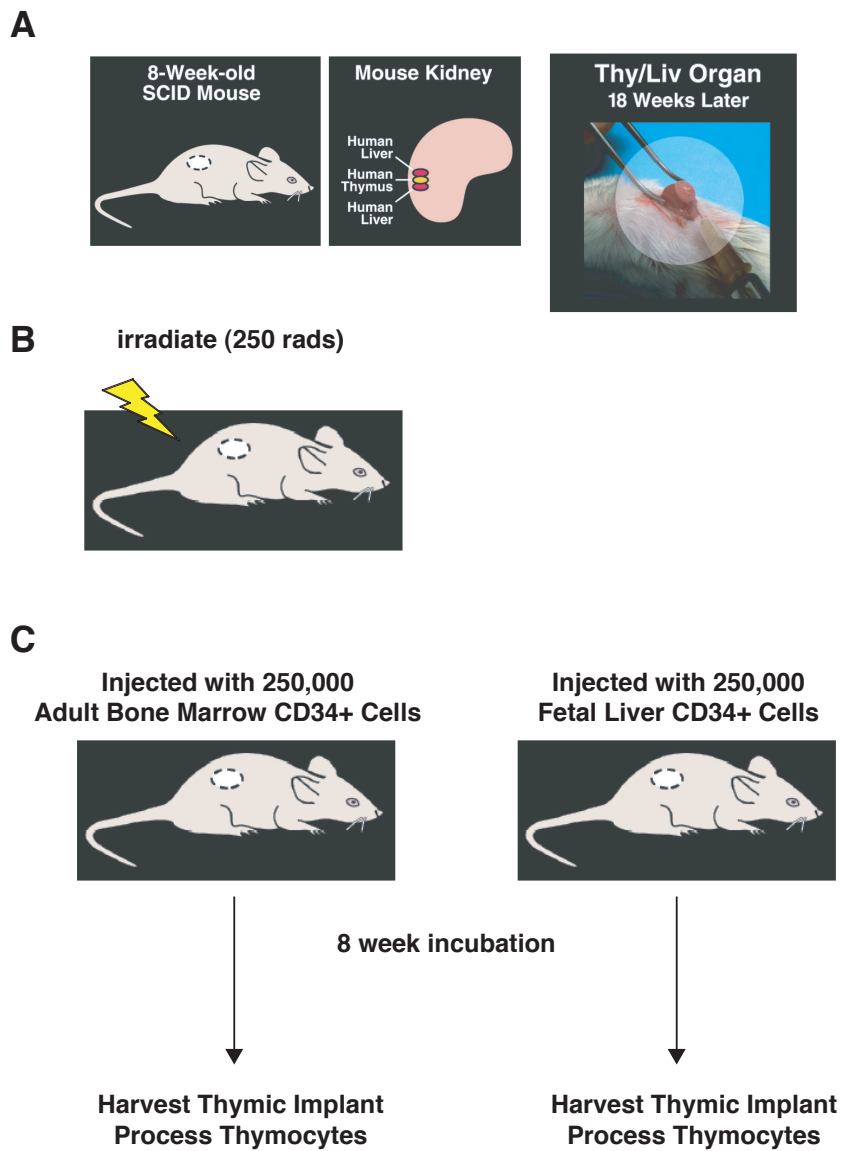 A
8-Week-old
SCID Mouse
Mouse Kidney
Human
Liver
Human
Thymus
Human
Liver
Thy/Liv Organ
18 Weeks Later
B
irradiate (250 rads)
C
Injected with 250,000
Adult Bone Marrow CD34+ Cells
Injected with 250,000
Fetal Liver CD34+ Cells
8 week incubation
Harvest Thymic Implant
Process Thymocytes
Harvest Thymic Implant
Process Thymocytes